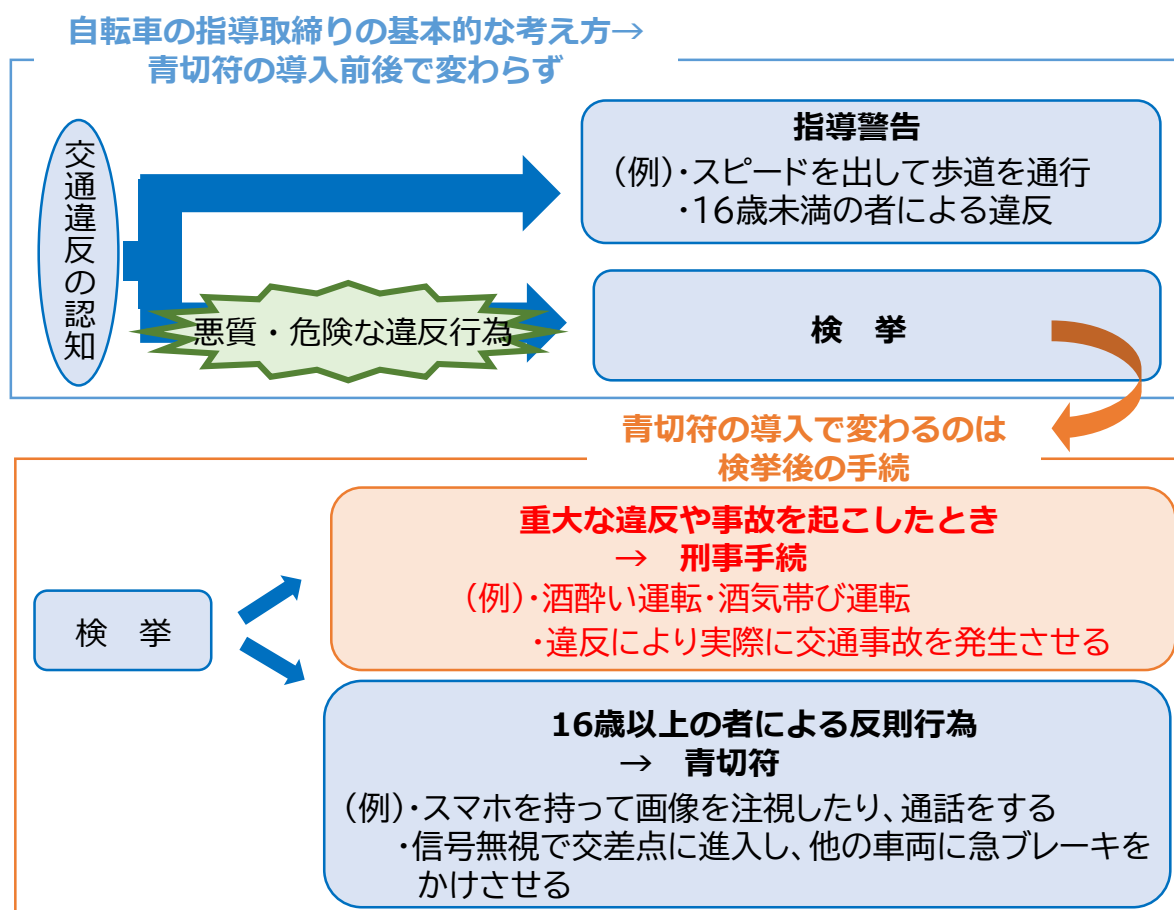 自転車の指導取締りの基本的な考え方→
青切符の導入前後で変わらず
交通違反の認知
指導警告
(例)・スピードを出して歩道を通行
・16歳未満の者による違反
悪質・危険な違反行為
検　挙
青切符の導入で変わるのは
検挙後の手続
検　挙
重大な違反や事故を起こしたとき
→　刑事手続
(例)・酒酔い運転・酒気帯び運転
・違反により実際に交通事故を発生させる
16歳以上の者による反則行為
→　青切符
(例)・スマホを持って画像を注視したり、通話をする
・信号無視で交差点に進入し、他の車両に急ブレーキを
かけさせる